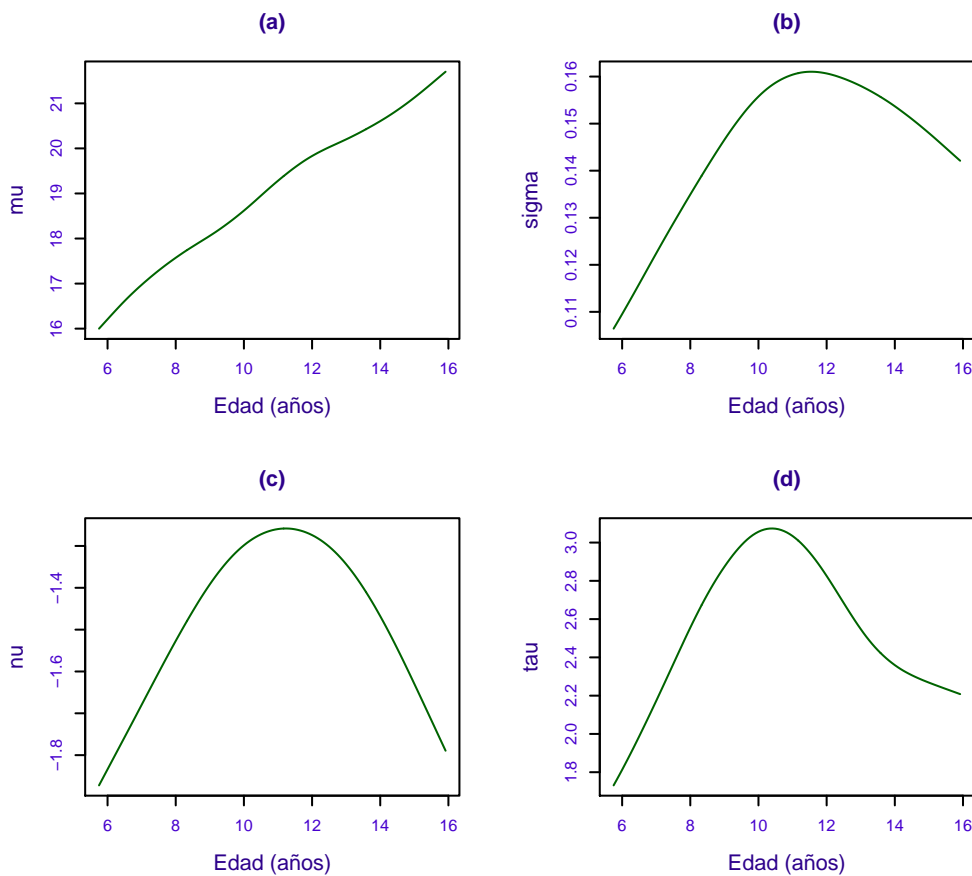 (a)
mu
16 17 18 19 20 21
6 8 10 12 14 16
Edad (años)
(b)
sigma
0.11 0.12 0.13 0.14 0.15 0.16
6 8 10 12 14 16
Edad (años)
(c)
nu
−1.8 −1.6 −1.4
6 8 10 12 14 16
Edad (años)
(d)
tau
1.8 2.0 2.2 2.4 2.6 2.8 3.0
6 8 10 12 14 16
Edad (años)